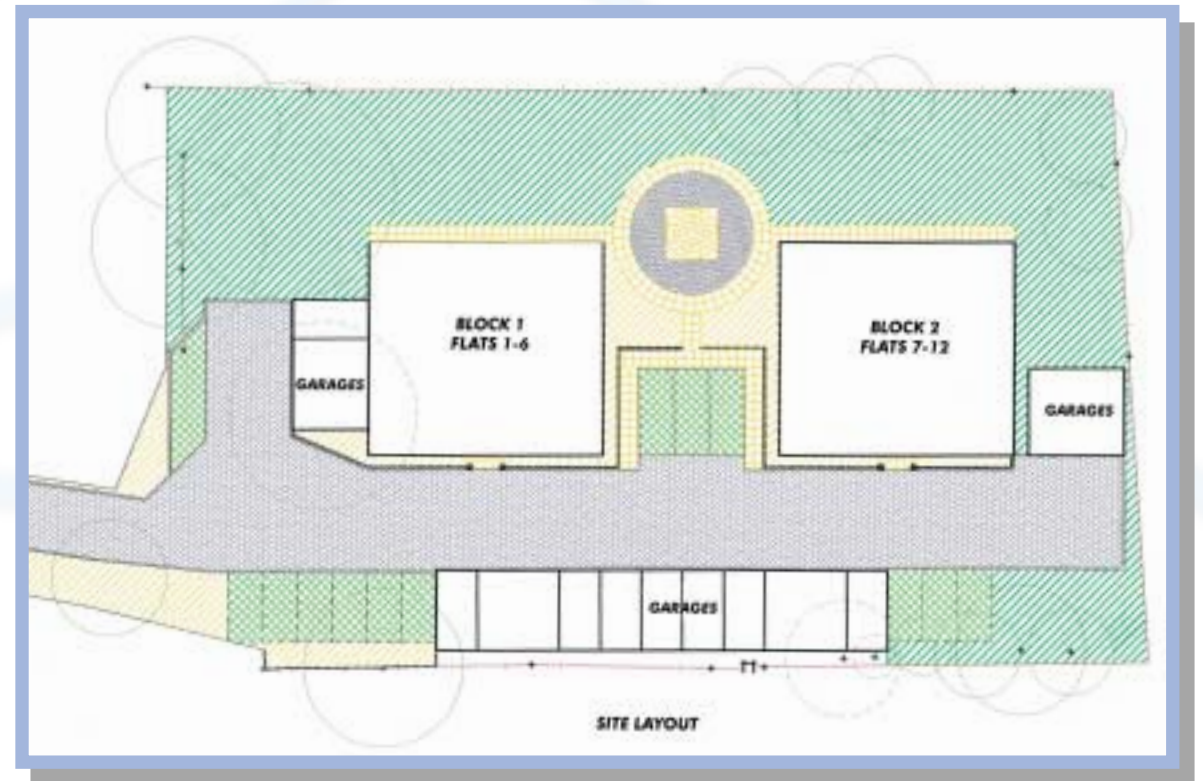 BLOCK 1
FLATS 1-6
BLOCK 2
FLATS 7-12
GARAGES
GARAGES
GARAGES
SITE LAYOUT